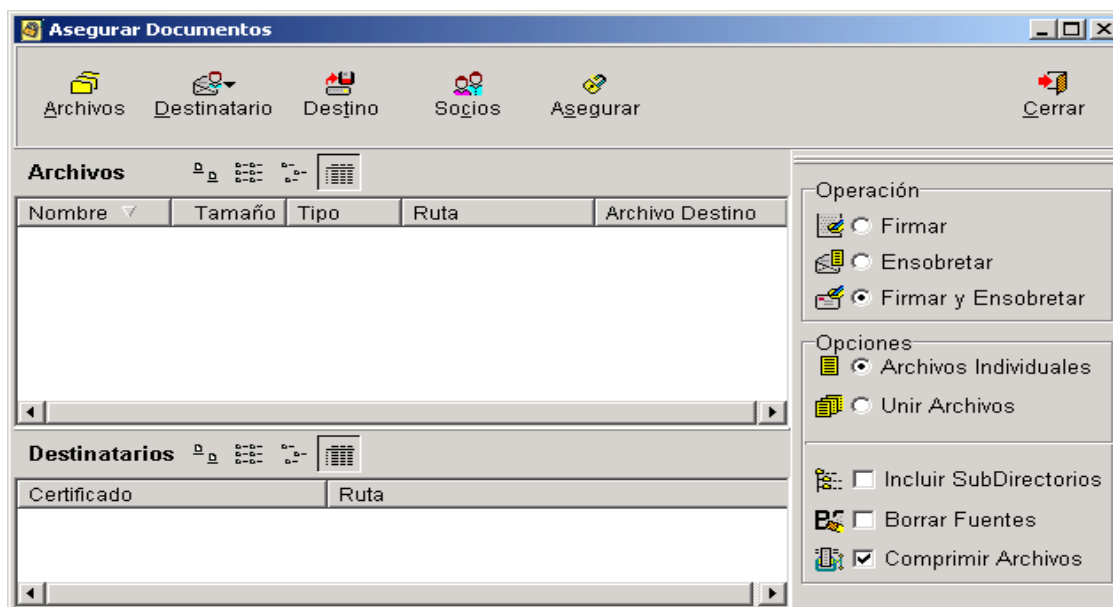 Asegurar Documentos
Archivos Destinatario Destino Socios Asegurar Cerrar
Archivos
Nombre Tamaño Tipo Ruta Archivo Destino
Operación
Firmar
Ensobretar
Firmar y Ensobretar
Opciones
Archivos Individuales
Unir Archivos
Incluir SubDirectorios
Borrar Fuentes
Comprimir Archivos
Destinatarios
Certificado Ruta